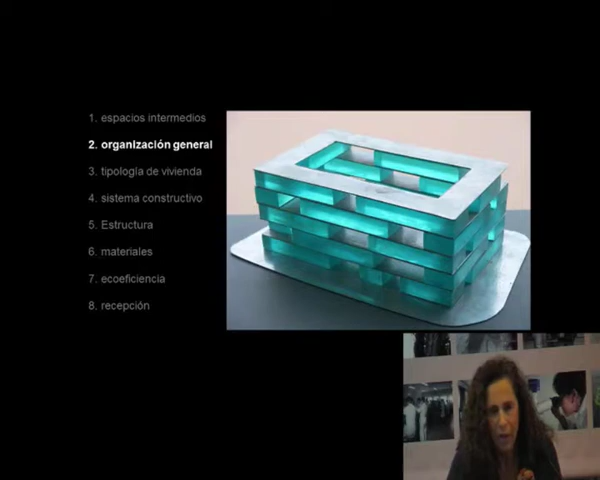 1. espacios intermedios
2. organización general
3. tipología de vivienda
4. sistema constructivo
5. Estructura
6. materiales
7. ecoeficiencia
8. recepción